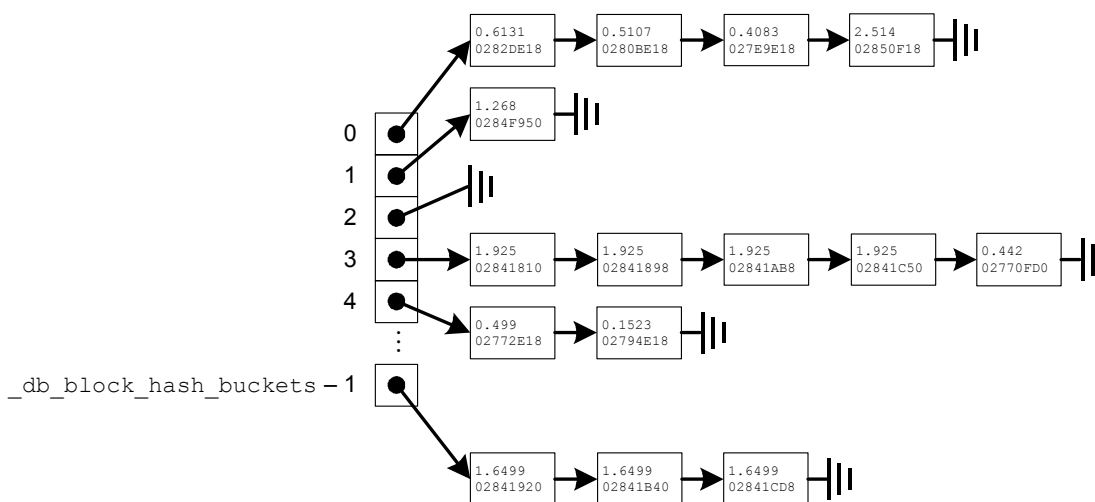 0.6131
0282DE18
0.5107
0280BE18
0.4083
027E9E18
2.514
02850F18
1.268
0284F950
0
1
2
3
1.925
02841810
1.925
02841898
1.925
02841AB8
1.925
02841C50
0.442
02770FD0
4
0.499
02772E18
0.1523
02794E18
⋮
_db_block_hash_buckets – 1
1.6499
02841920
1.6499
02841B40
1.6499
02841CD8